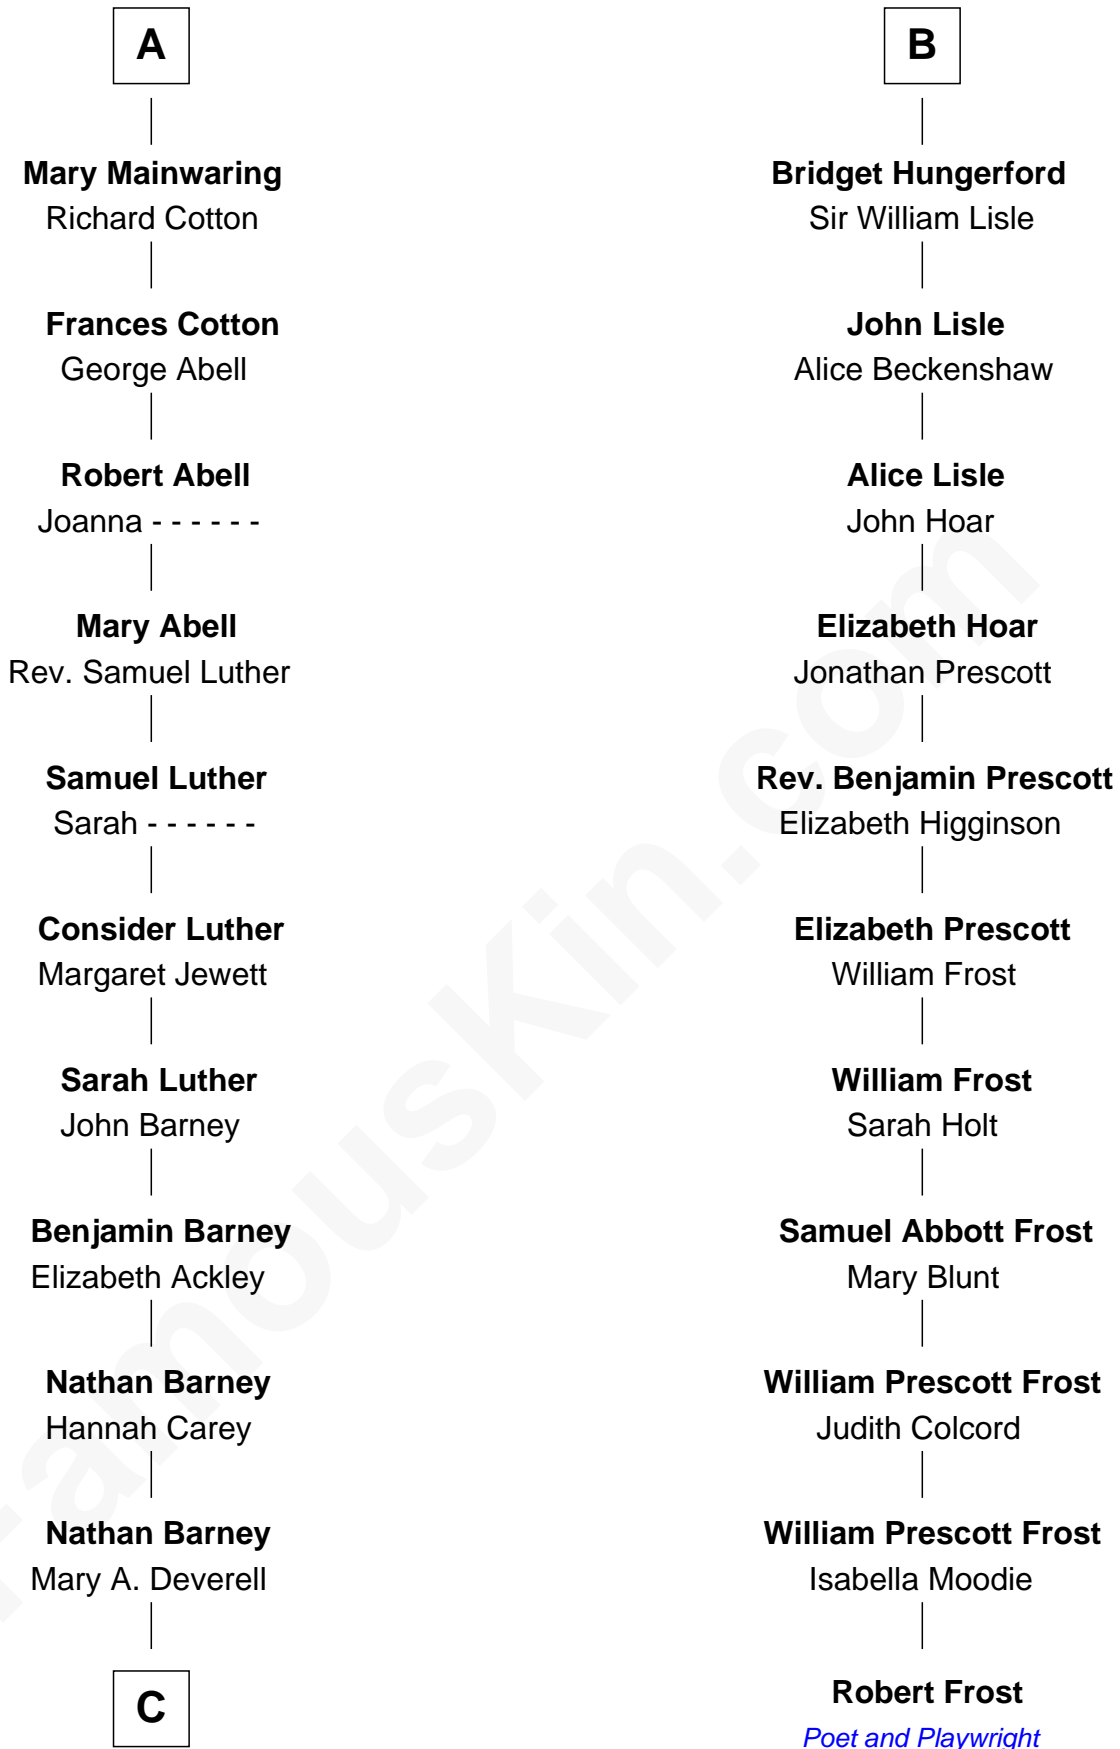 A
Mary Mainwaring
Richard Cotton
Frances Cotton
George Abell
Robert Abell
Joanna - - - - - -
Mary Abell
Rev. Samuel Luther
Samuel Luther
Sarah - - - - - -
Consider Luther
Margaret Jewett
Sarah Luther
John Barney
Benjamin Barney
Elizabeth Ackley
Nathan Barney
Hannah Carey
Nathan Barney
Mary A. Deverell
C
B
Bridget Hungerford
Sir William Lisle
John Lisle
Alice Beckenshaw
Alice Lisle
John Hoar
Elizabeth Hoar
Jonathan Prescott
Rev. Benjamin Prescott
Elizabeth Higginson
Elizabeth Prescott
William Frost
William Frost
Sarah Holt
Samuel Abbott Frost
Mary Blunt
William Prescott Frost
Judith Colcord
William Prescott Frost
Isabella Moodie
Robert Frost
Poet and Playwright
FamousKin.com